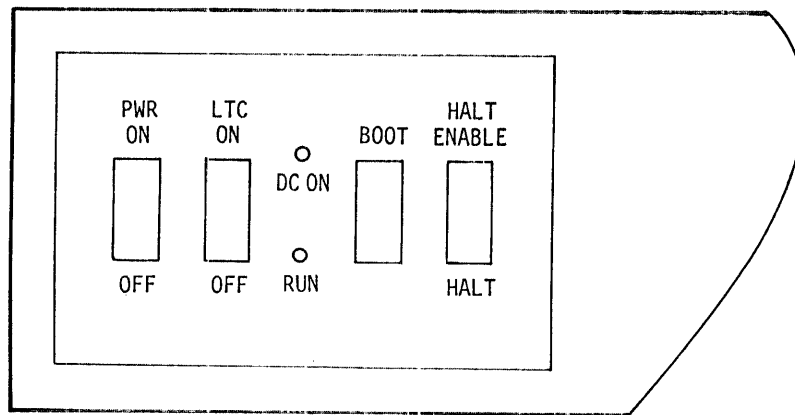 PWR
ON
OFF
LTC
ON
OFF
DC ON
RUN
BOOT
HALT
ENABLE
HALT